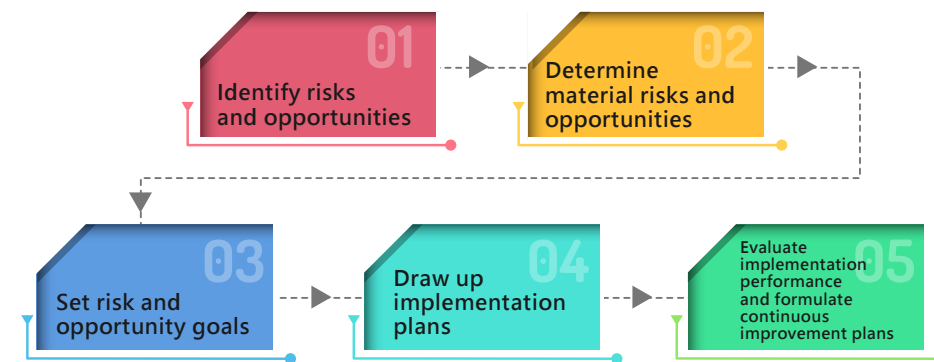 01
Identify risks
and opportunities
02
Determine
material risks and
opportunities
03
Set risk and
opportunity goals
04
Draw up
implementation
plans
05
Evaluate
implementation
performance
and formulate
continuous
improvement plans